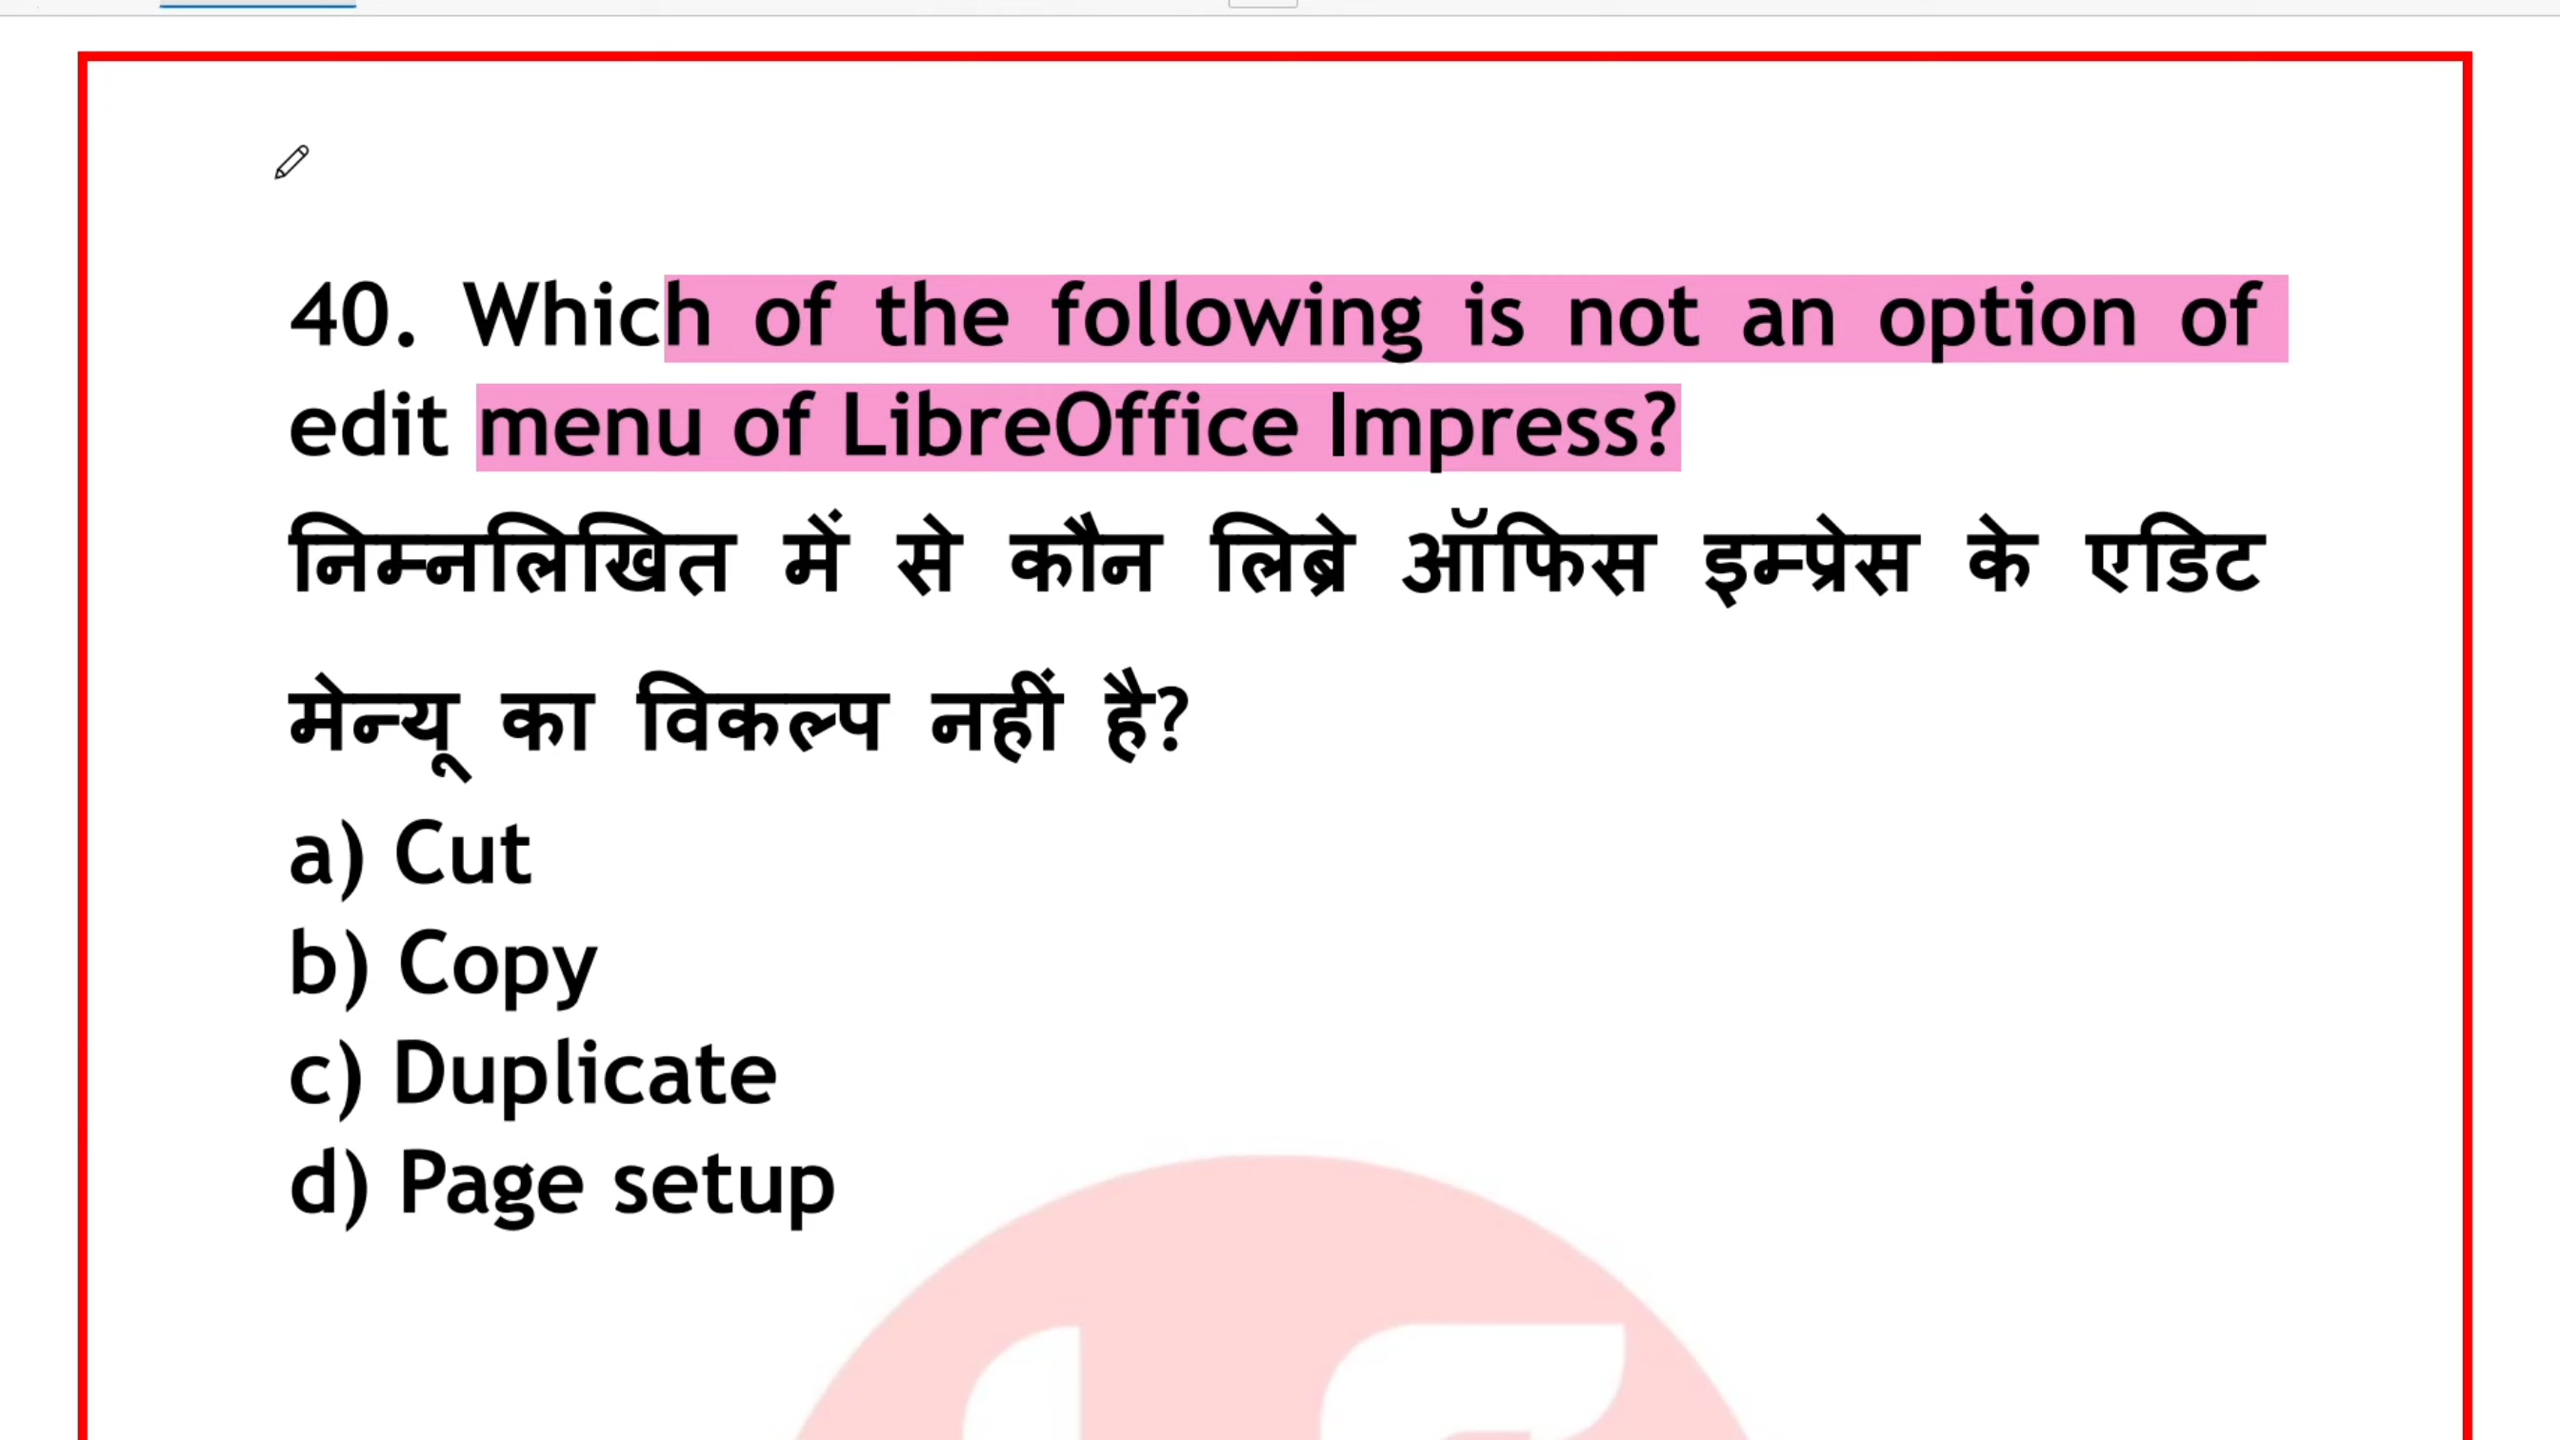 40. Which of the following is not an option of
edit menu of LibreOffice Impress?
निम्नलिखित में से कौन लिब्रे ऑफिस इम्प्रेस के एडिट
मेन्यू का विकल्प नहीं है?
a) Cut
b) Copy
c) Duplicate
d) Page setup